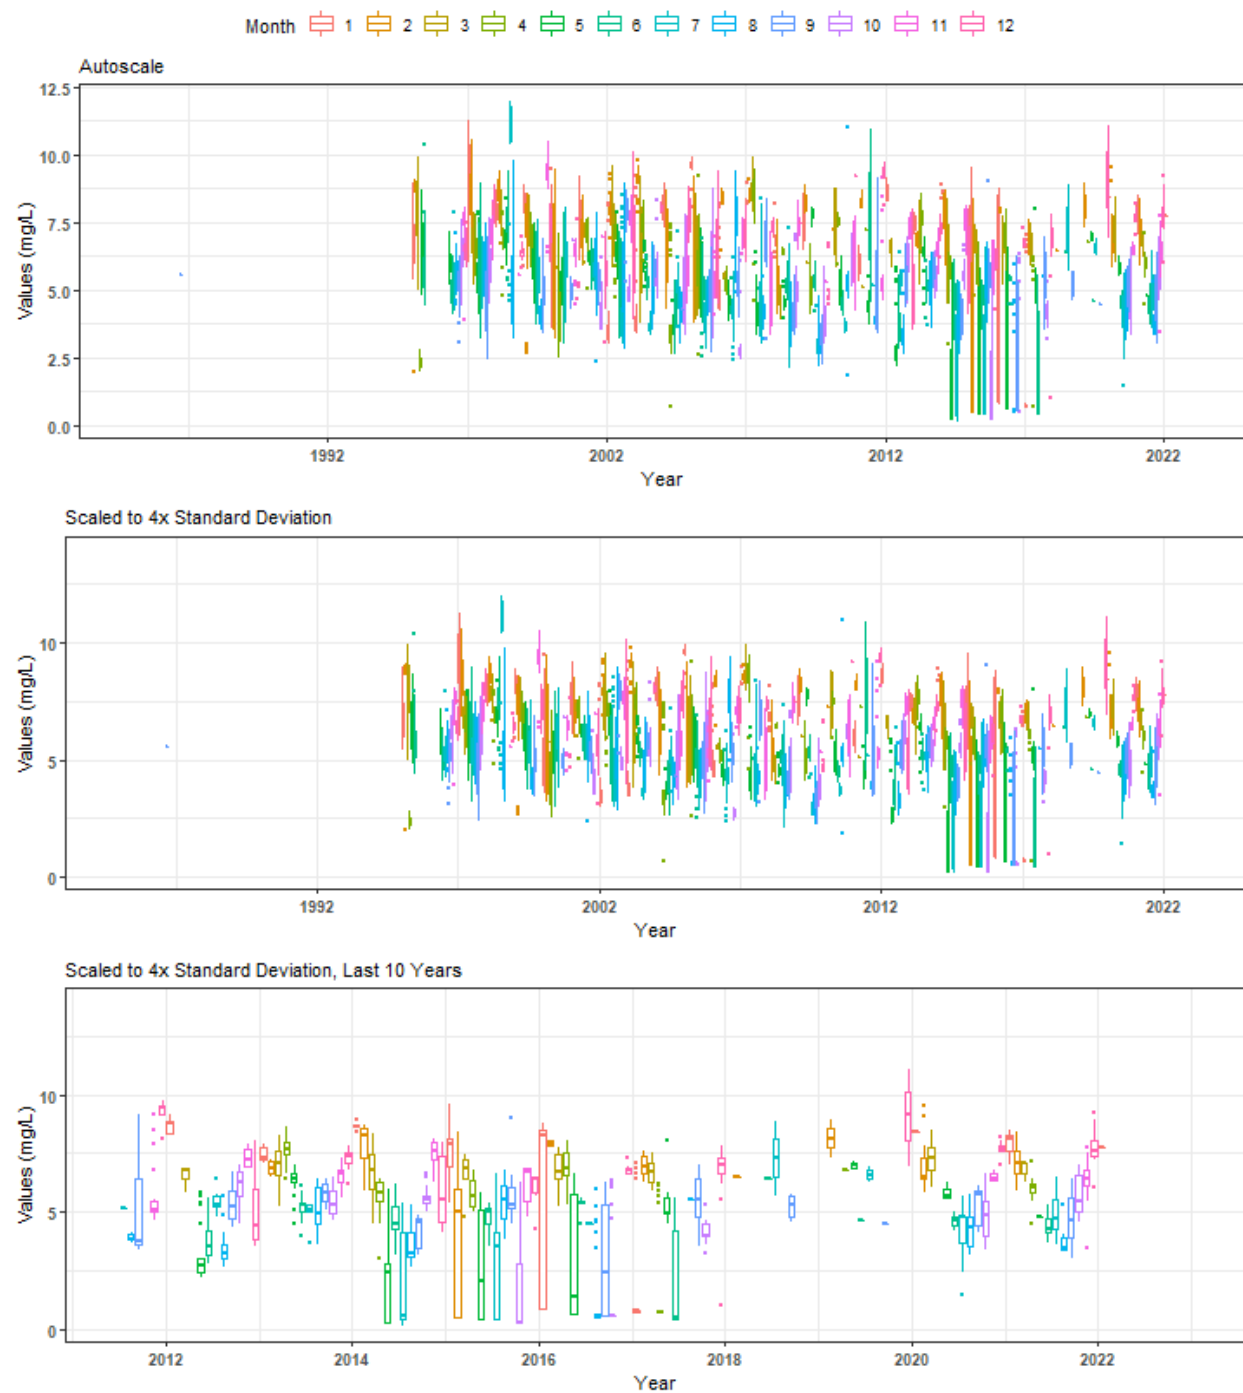 Month 1 2 3 4 5 6 7 8 9 10 11 12
Autoscale
12.5
10.0
7.5
5.0
2.5
0.0
Values (mg/L)
1992 2002 2012 2022
Year
Scaled to 4x Standard Deviation
10
5
0
Values (mg/L)
1992 2002 2012 2022
Year
Scaled to 4x Standard Deviation, Last 10 Years
10
5
0
Values (mg/L)
2012 2014 2016 2018 2020 2022
Year